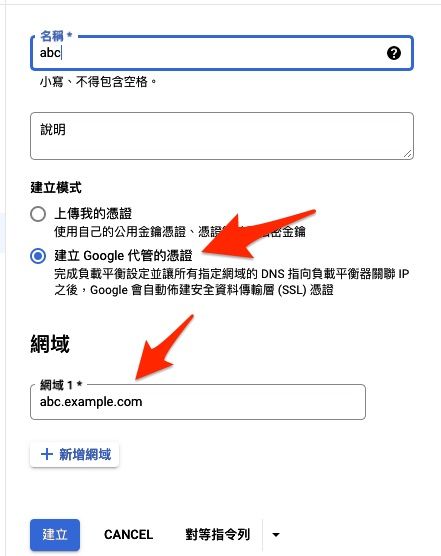 名稱 *
abc
小寫、不得包含空格。
說明
建立模式
上傳我的憑證
使用自己的公用金鑰憑證、憑證 密金鑰
建立 Google 代管的憑證
完成負載平衡設定並讓所有指定網域的 DNS 指向負載平衡器關聯 IP
之後，Google 會自動佈建安全資料傳輸層 (SSL) 憑證
網域
網域 1 *
abc.example.com
+ 新增網域
建立 CANCEL 對等指令列